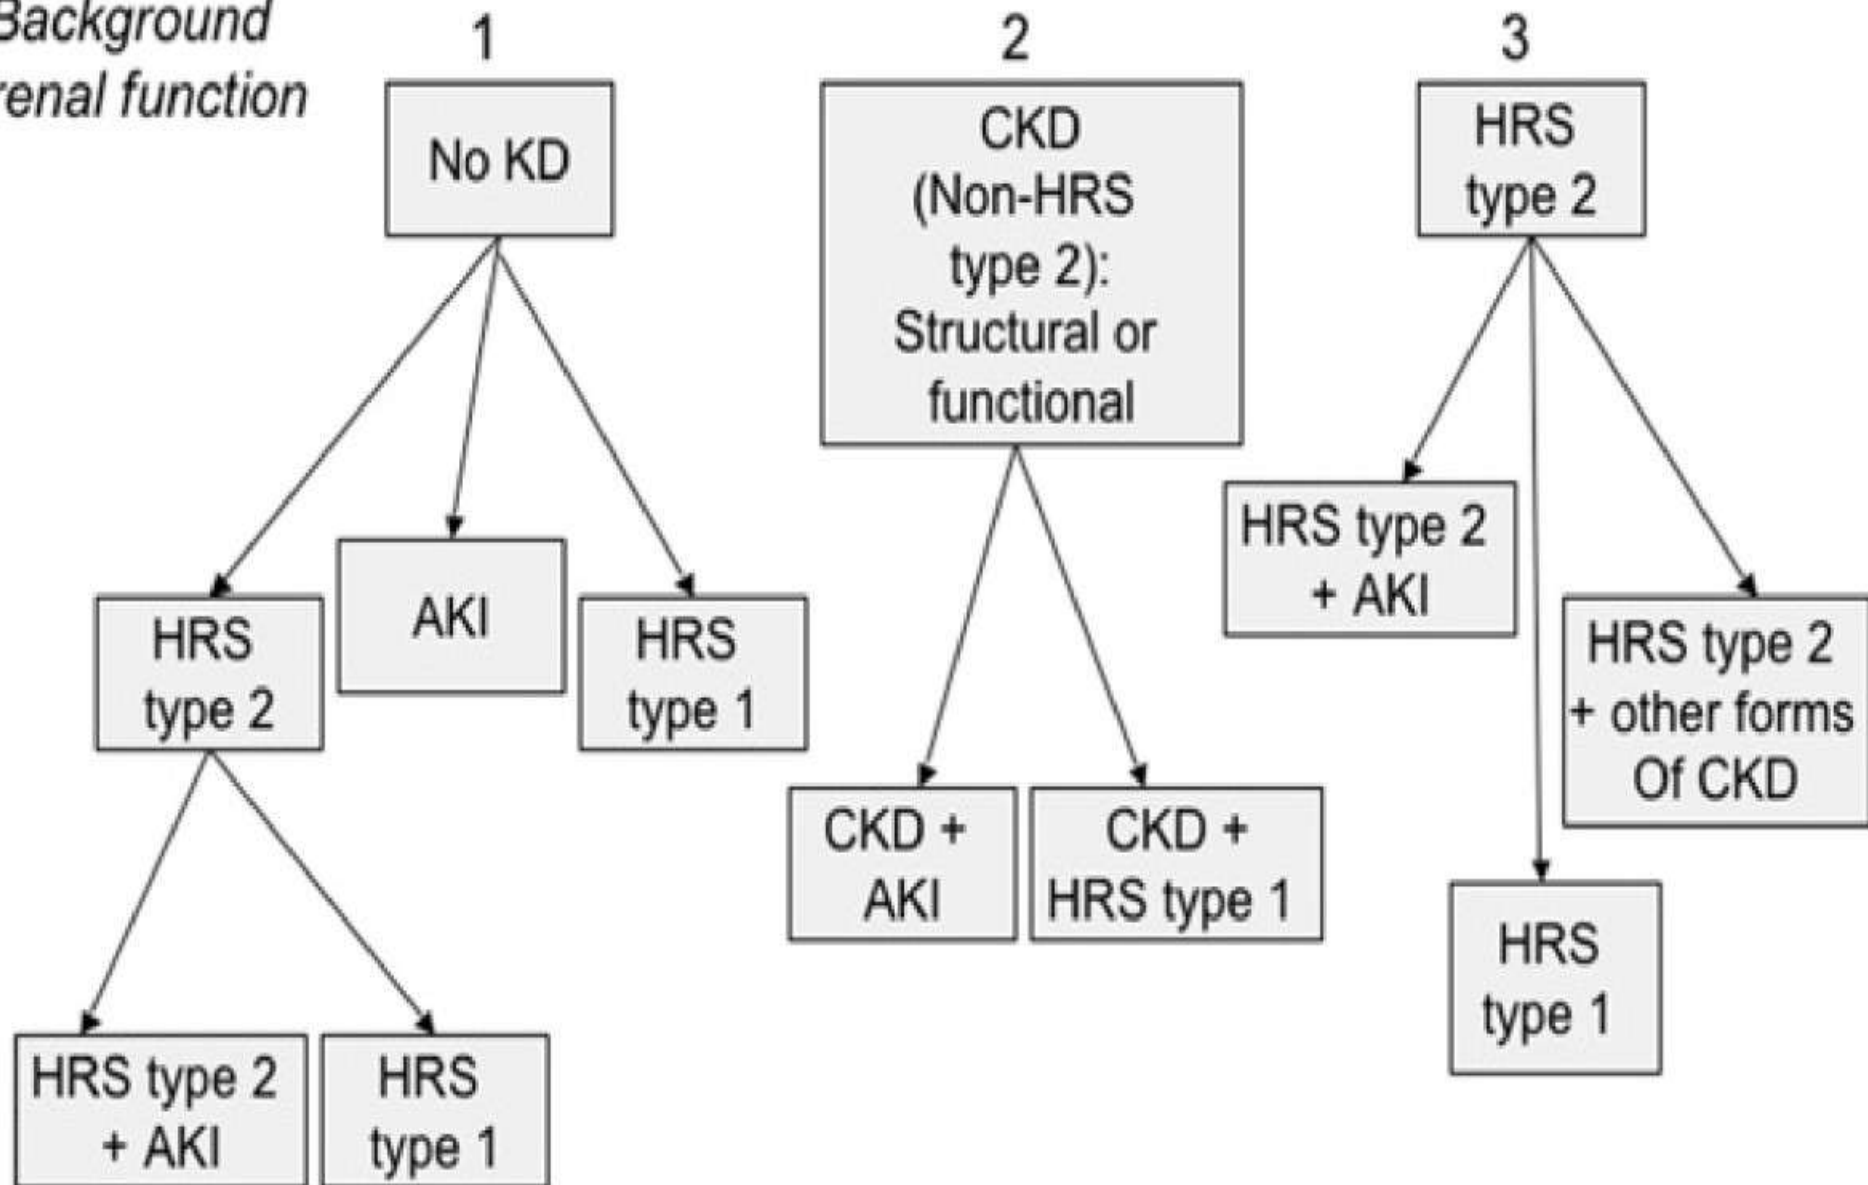 Background
renal function
1
2
3
No KD
CKD
(Non-HRS
type 2):
Structural or
functional
HRS
type 2
HRS
type 2
AKI
HRS
type 1
HRS type 2
+ AKI
HRS
type 1
CKD +
AKI
CKD +
HRS type 1
HRS type 2
+ AKI
HRS type 2
+ other forms
Of CKD
HRS
type 1